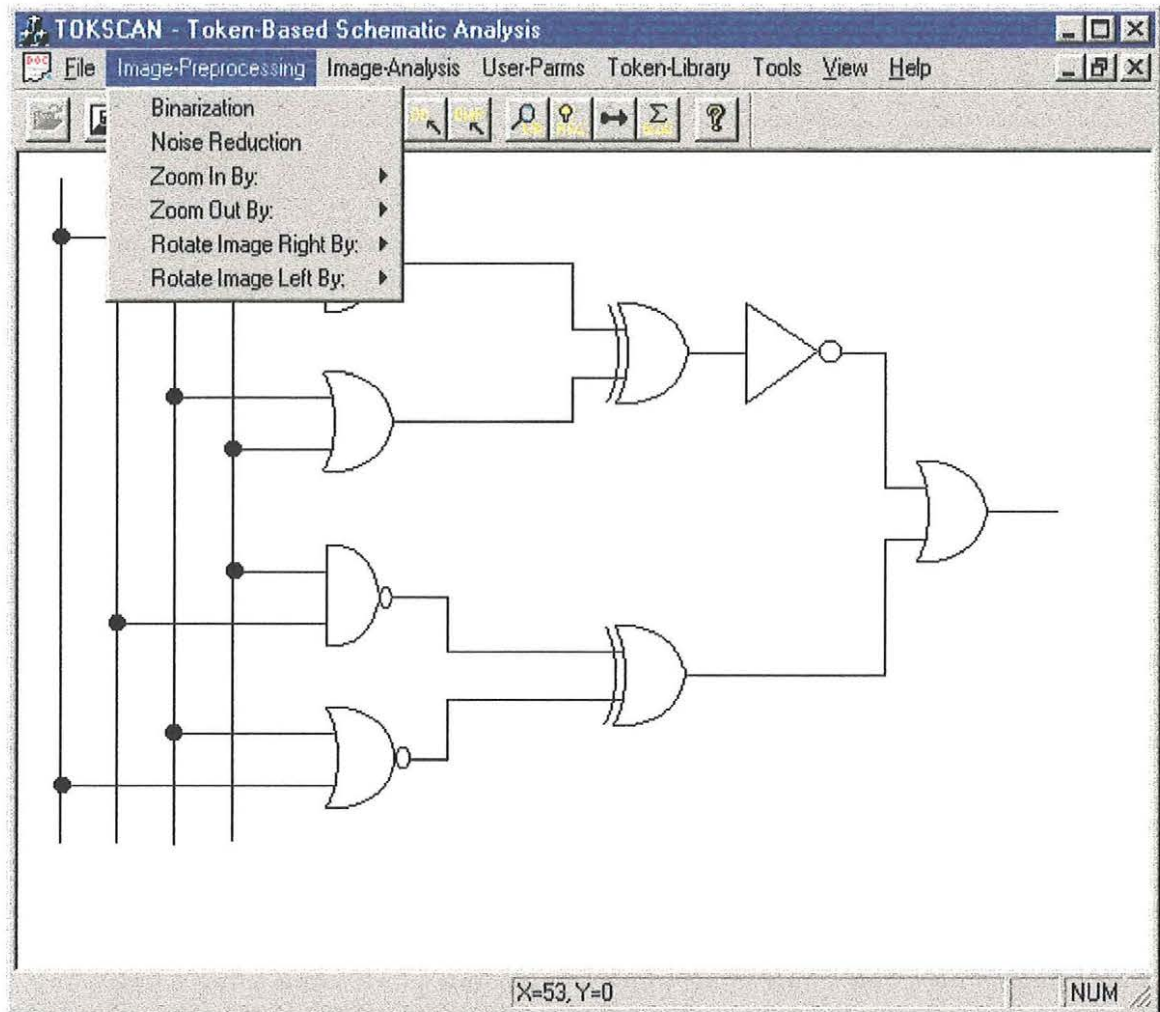 TOKSCAN - Token-Based Schematic Analysis
File Image-Preprocessing Image-Analysis User-Parms Token-Library Tools View Help
Binarization
Noise Reduction
Zoom In By:
Zoom Out By:
Rotate Image Right By:
Rotate Image Left By:
X=53, Y=0
NUM